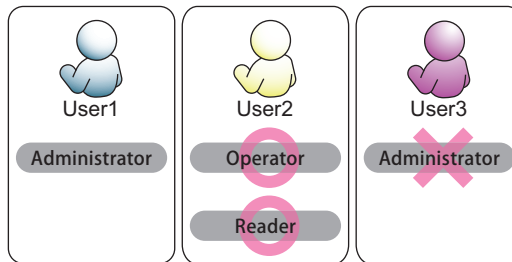 User1
Administrator
User2
Operator
Reader
User3
Administrator